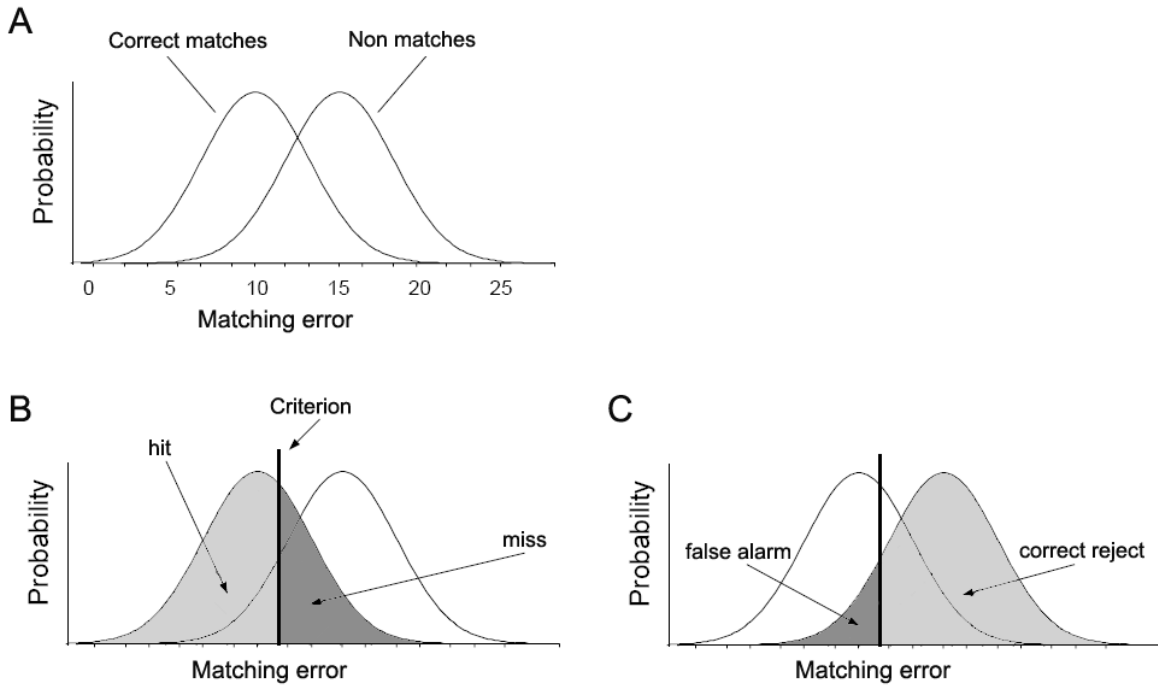 A
Correct matches
Non matches
Probability
0 5 10 15 20 25
Matching error
B
Criterion
hit
miss
Probability
Matching error
C
false alarm
correct reject
Probability
Matching error